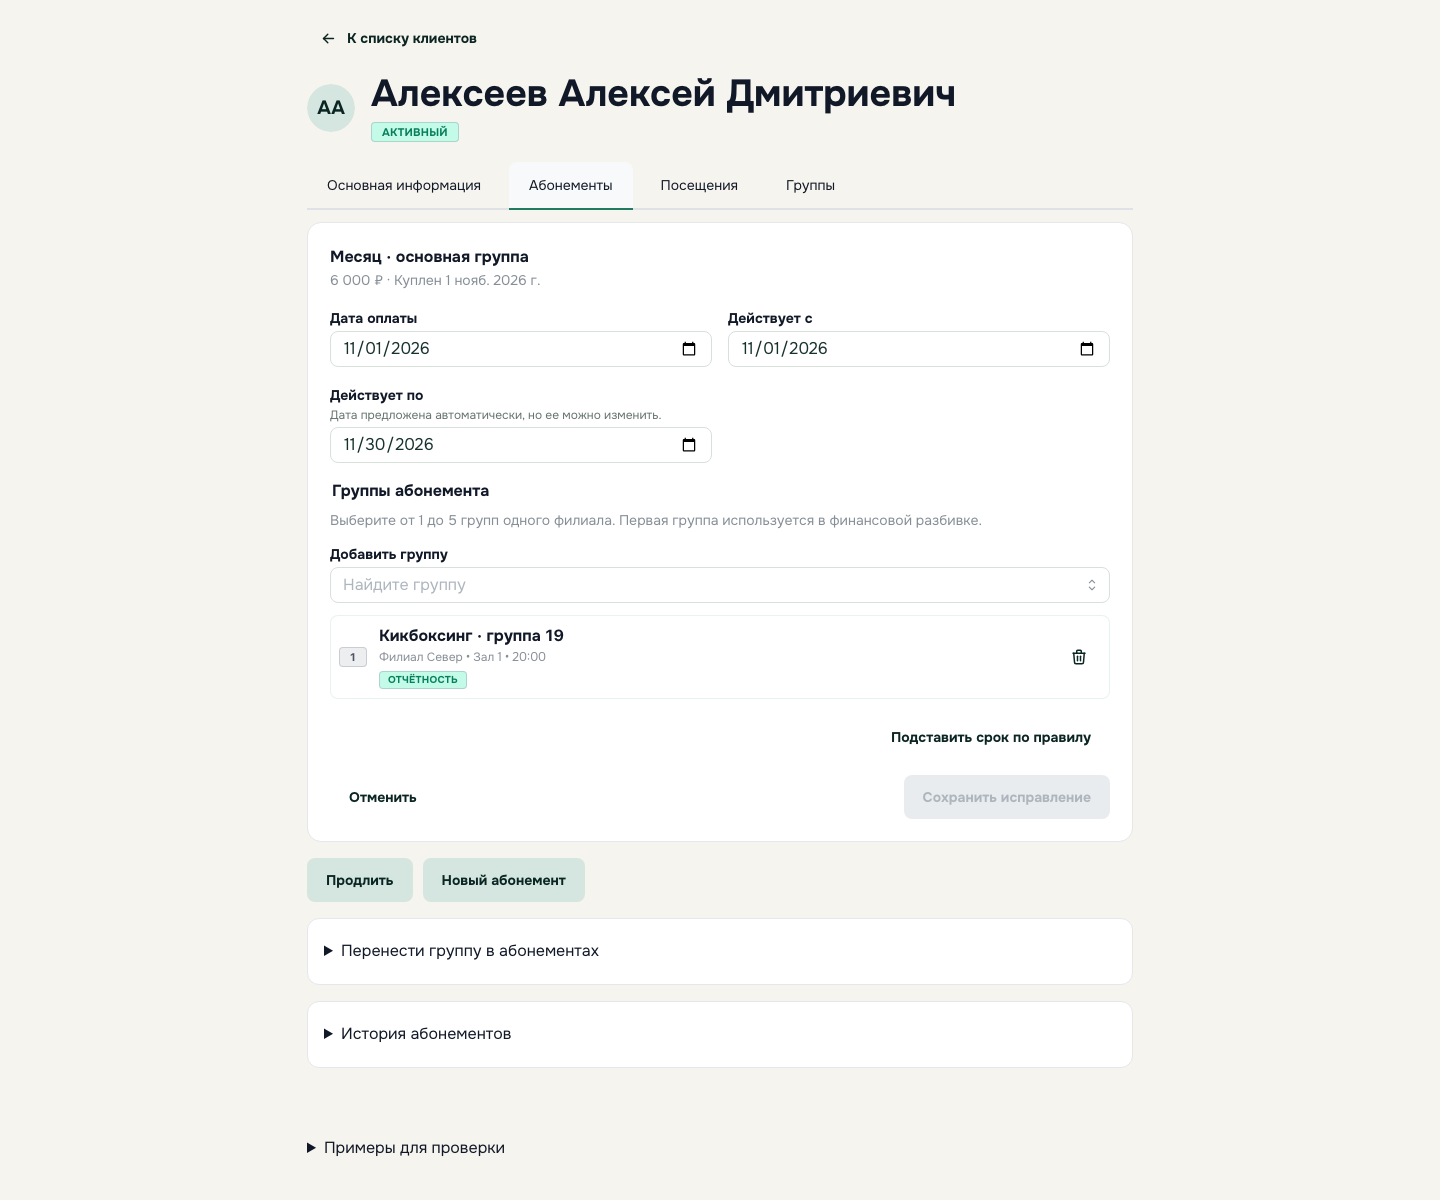 К списку клиентов
АА
Алексеев Алексей Дмитриевич
АКТИВНЫЙ
Основная информация
Абонементы
Посещения
Группы
Месяц · основная группа
6 000 ₽ · Куплен 1 нояб. 2026 г.
Дата оплаты
Действует с
11/01/2026
11/01/2026
Действует по
Дата предложена автоматически, но ее можно изменить.
11/30/2026
Группы абонемента
Выберите от 1 до 5 групп одного филиала. Первая группа используется в финансовой разбивке.
Добавить группу
Найдите группу
1
Кикбоксинг · группа 19
Филиал Север • Зал 1 • 20:00
ОТЧЁТНОСТЬ
Подставить срок по правилу
Отменить
Сохранить исправление
Продлить
Новый абонемент
Перенести группу в абонементах
История абонементов
Примеры для проверки